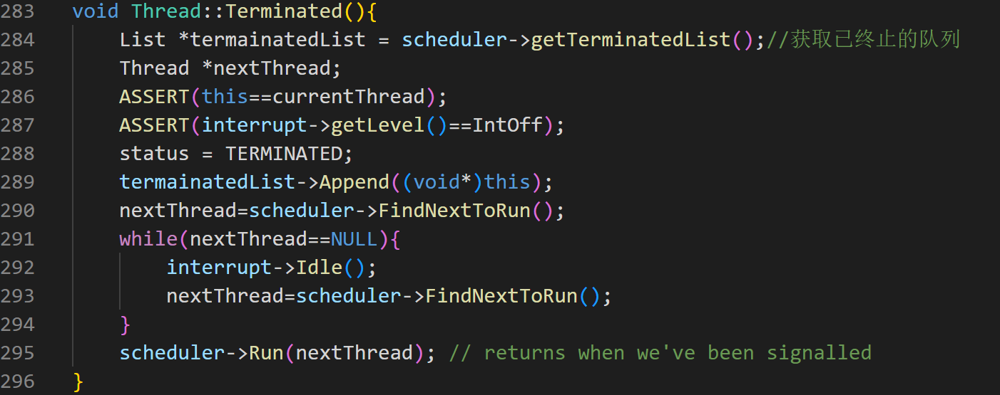 283 void Thread::Terminated(){
284 List *termainatedList = scheduler->getTerminatedList();//获取已终止的队列
285 Thread *nextThread;
286 ASSERT(this==currentThread);
287 ASSERT(interrupt->getLevel()==IntOff);
288 status = TERMINATED;
289 termainatedList->Append((void*)this);
290 nextThread=scheduler->FindNextToRun();
291 while(nextThread==NULL){
292 interrupt->Idle();
293 nextThread=scheduler->FindNextToRun();
294 }
295 scheduler->Run(nextThread); // returns when we've been signalled
296 }